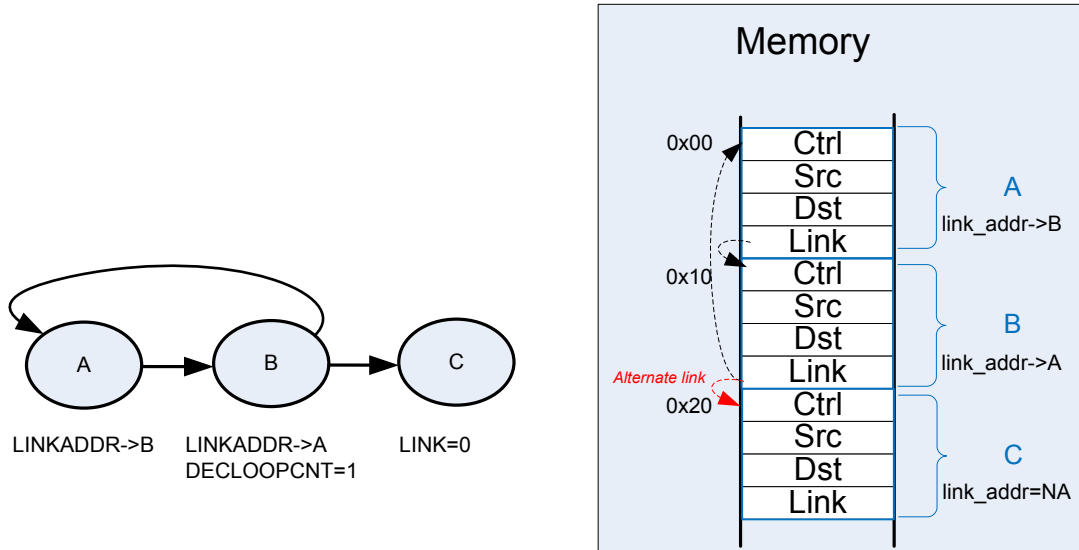 A
B
C
LINKADDR->B
LINKADDR->A
DECLOOPCNT=1
LINK=0
Memory
0x00
Ctrl
Src
Dst
Link
A
link_addr->B
0x10
Ctrl
Src
Dst
Link
B
link_addr->A
Alternate link
0x20
Ctrl
Src
Dst
Link
C
link_addr=NA